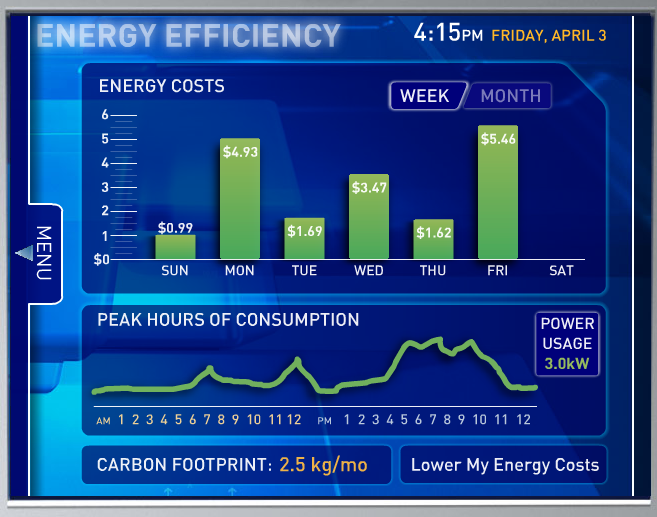 ENERGY EFFICIENCY
4:15PM FRIDAY, APRIL 3
ENERGY COSTS
WEEK MONTH
6
5
4
3
2
1
$0
$0.99 $4.93 $1.69 $3.47 $1.62 $5.46
SUN MON TUE WED THU FRI SAT
MENU
PEAK HOURS OF CONSUMPTION
POWER
USAGE
3.0kW
AM 1 2 3 4 5 6 7 8 9 10 11 12 PM 1 2 3 4 5 6 7 8 9 10 11 12
CARBON FOOTPRINT: 2.5 kg/mo
Lower My Energy Costs